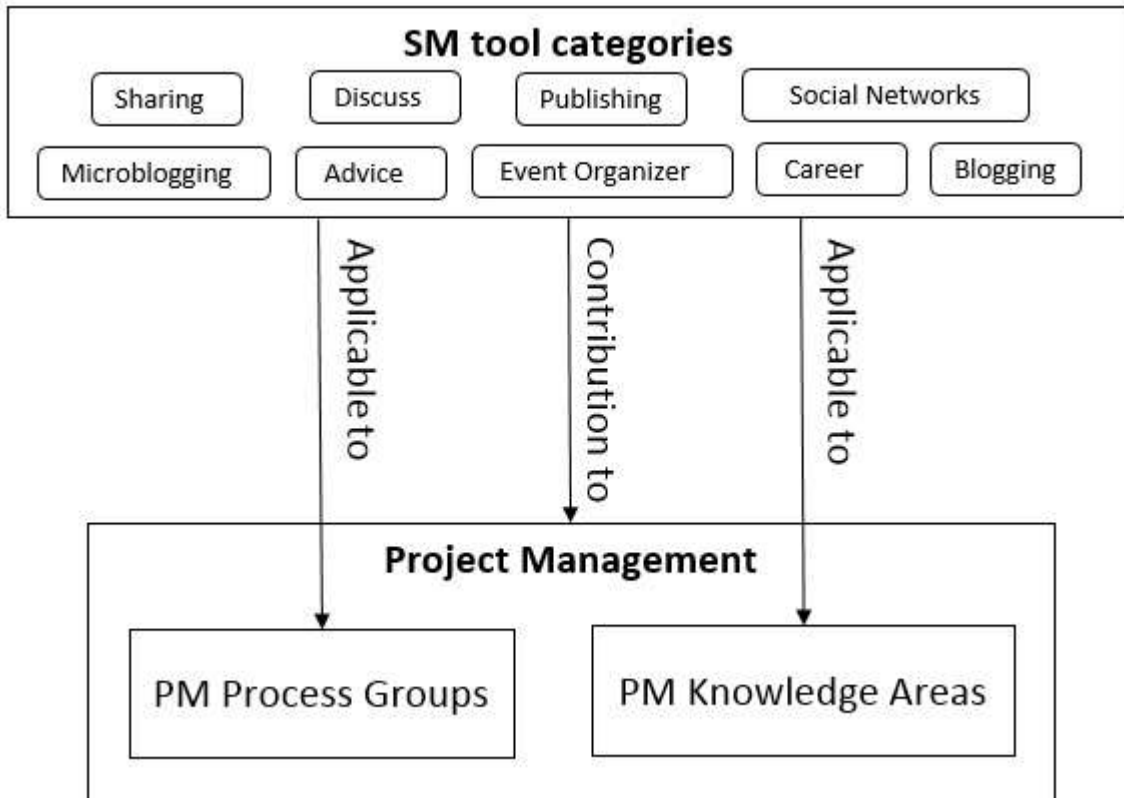 SM tool categories
Sharing
Discuss
Publishing
Social Networks
Microblogging
Advice
Event Organizer
Career
Blogging
Applicable to
Contribution to
Applicable to
Project Management
PM Process Groups
PM Knowledge Areas